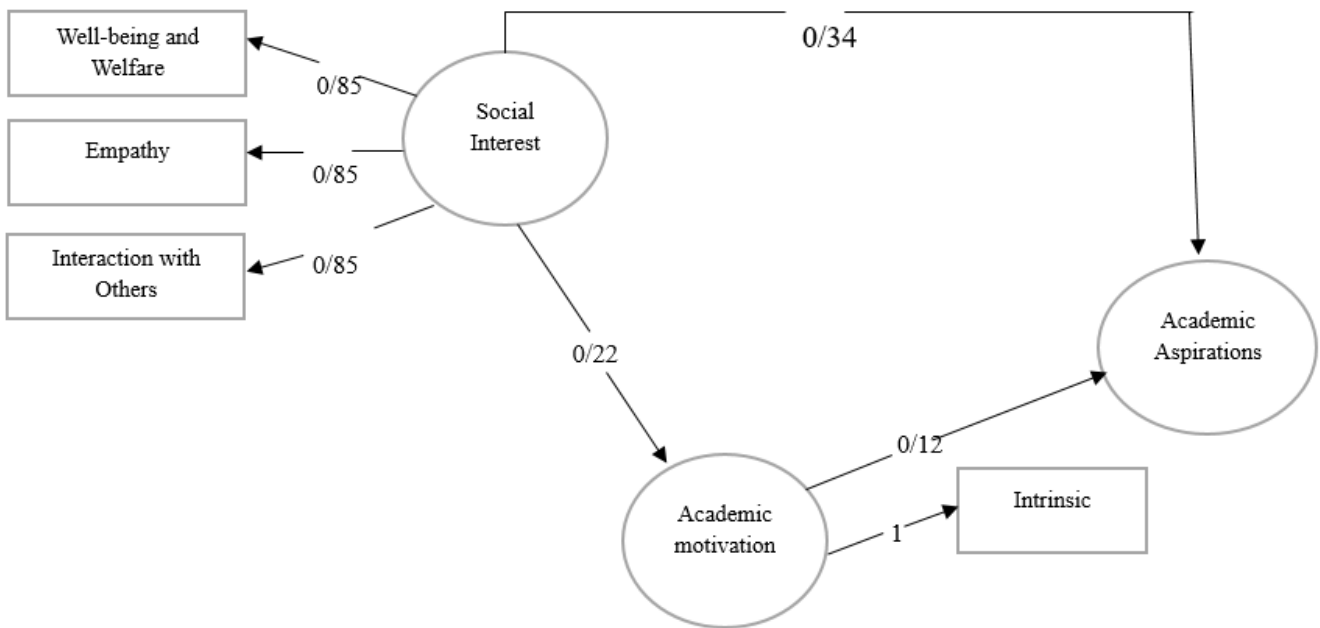 Well-being and
Welfare
0/85
Social
Interest
0/34
Empathy
0/85
Interaction with
Others
0/85
0/22
Academic
Aspirations
0/12
Intrinsic
Academic
motivation
1